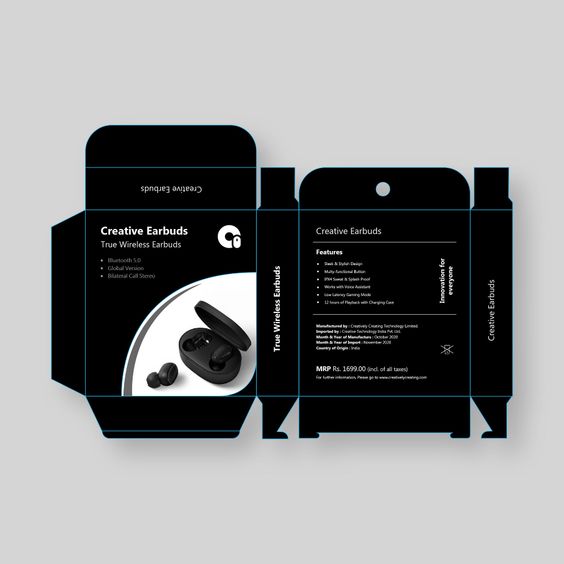 Creative Earbuds
Creative Earbuds
True Wireless Earbuds
Bluetooth 5.0
Global Version
Bilateral Call Stereo
True Wireless Earbuds
Creative Earbuds
Features
Sleek & Stylish Design
Multy-functional Button
IPX4 Sweat & Splash Proof
Works with Voice Assistant
Low Latency Gaming Mode
12 hours of Playback with Charging Case
Innovation for
everyone
Manufactured by : Creatively Creating Technology Limited.
Imported by : Creative Technology India Pvt. Ltd.
Month & Year of Manufacture : October 2020
Month & Year of Import : November 2020
Country of Origin : India
MRP Rs. 1699.00 (incl. of all taxes)
For further information, Please go to www.creativelycreating.com
Creative Earbuds